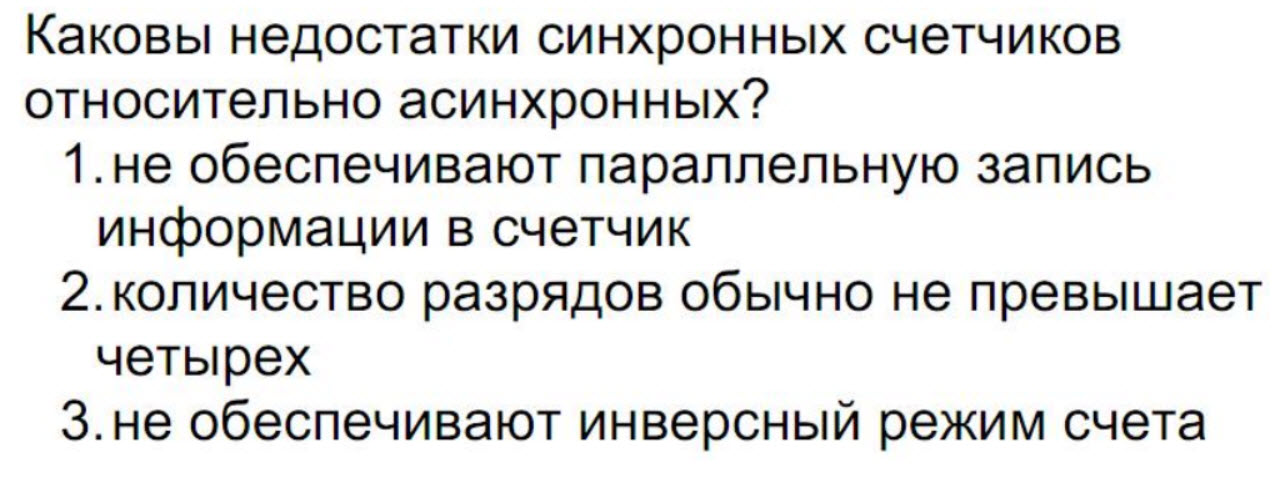 Каковы недостатки синхронных счетчиков
относительно асинхронных?
1.не обеспечивают параллельную запись
информации в счетчик
2.количество разрядов обычно не превышает
четырех
3.не обеспечивают инверсный режим счета